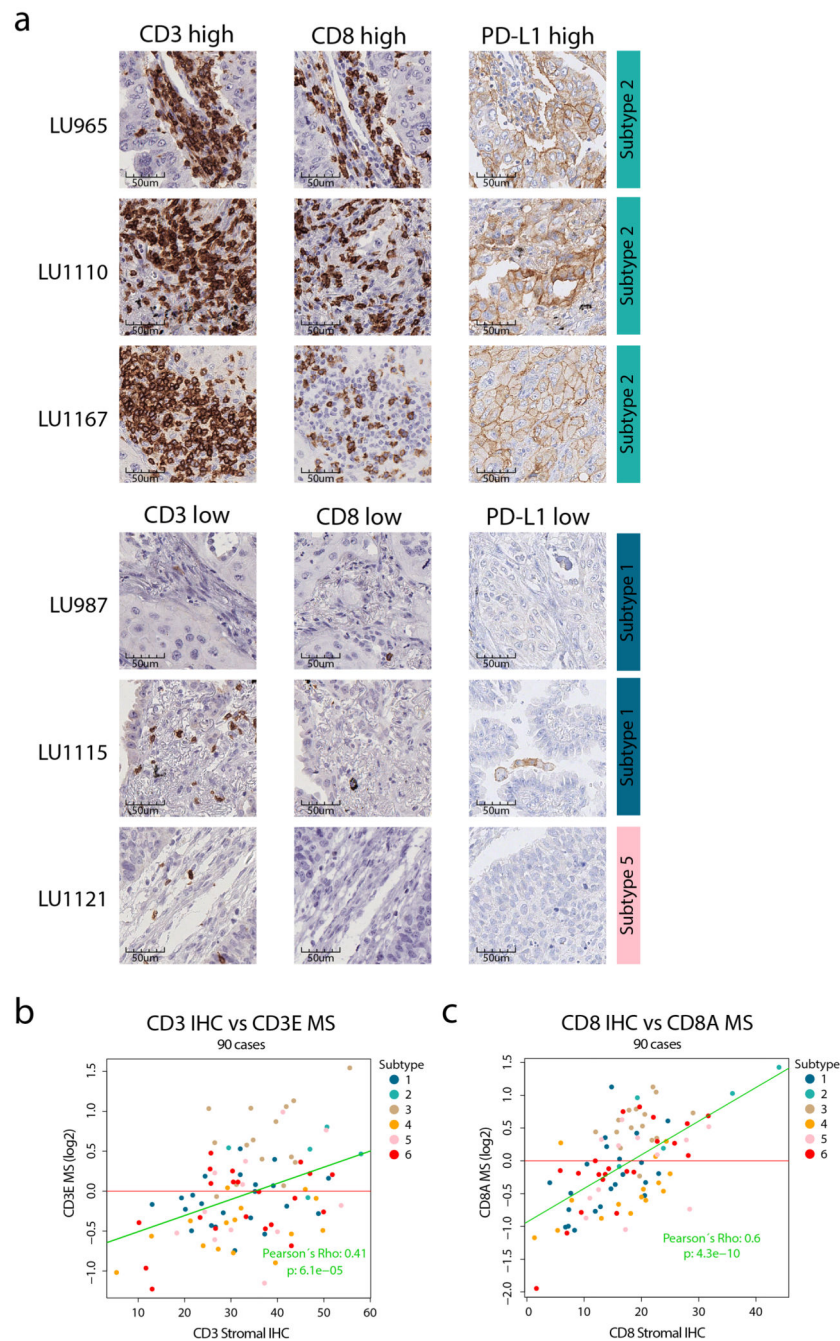 a
CD3 high CD8 high PD-L1 high
LU965
50um 50um 50um
Subtype 2
LU1110
50um 50um 50um
Subtype 2
LU1167
50um 50um 50um
Subtype 2
CD3 low CD8 low PD-L1 low
LU987
50um 50um 50um
Subtype 1
LU1115
50um 50um 50um
Subtype 1
LU1121
50um 50um 50um
Subtype 5
b
CD3 IHC vs CD3E MS
90 cases
CD3E MS (log2)
1.5
1.0
0.5
0.0
−0.5
−1.0
10 20 30 40 50 60
CD3 Stromal IHC
Pearson´s Rho: 0.41
p: 6.1e−05
Subtype
1
2
3
4
5
6
c
CD8 IHC vs CD8A MS
90 cases
CD8A MS (log2)
1.5
1.0
0.5
0.0
−0.5
−1.0
−1.5
−2.0
0 10 20 30 40
CD8 Stromal IHC
Pearson´s Rho: 0.6
p: 4.3e−10
Subtype
1
2
3
4
5
6